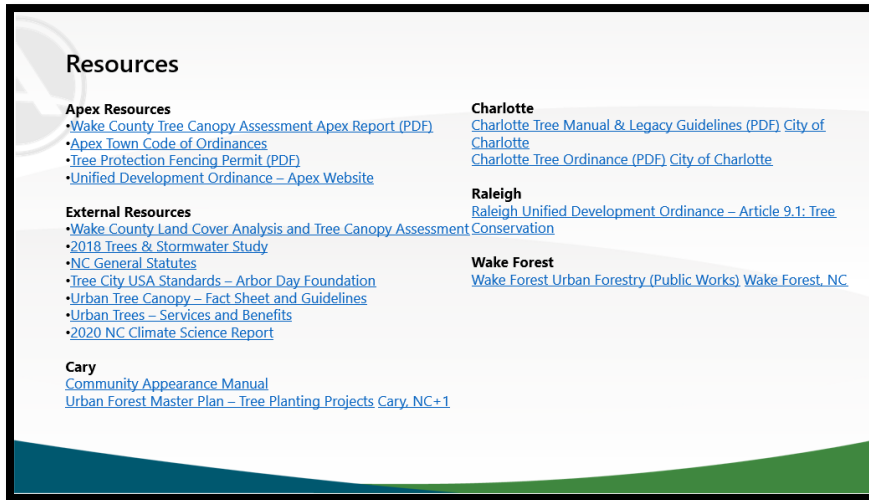 Resources
Apex Resources
•Wake County Tree Canopy Assessment Apex Report (PDF)
•Apex Town Code of Ordinances
•Tree Protection Fencing Permit (PDF)
•Unified Development Ordinance – Apex Website
External Resources
•Wake County Land Cover Analysis and Tree Canopy Assessment
•2018 Trees & Stormwater Study
•NC General Statutes
•Tree City USA Standards – Arbor Day Foundation
•Urban Tree Canopy – Fact Sheet and Guidelines
•Urban Trees – Services and Benefits
•2020 NC Climate Science Report
Cary
Community Appearance Manual
Urban Forest Master Plan – Tree Planting Projects Cary, NC+1
Charlotte
Charlotte Tree Manual & Legacy Guidelines (PDF) City of
Charlotte
Charlotte Tree Ordinance (PDF) City of Charlotte
Raleigh
Raleigh Unified Development Ordinance – Article 9.1: Tree
Conservation
Wake Forest
Wake Forest Urban Forestry (Public Works) Wake Forest, NC